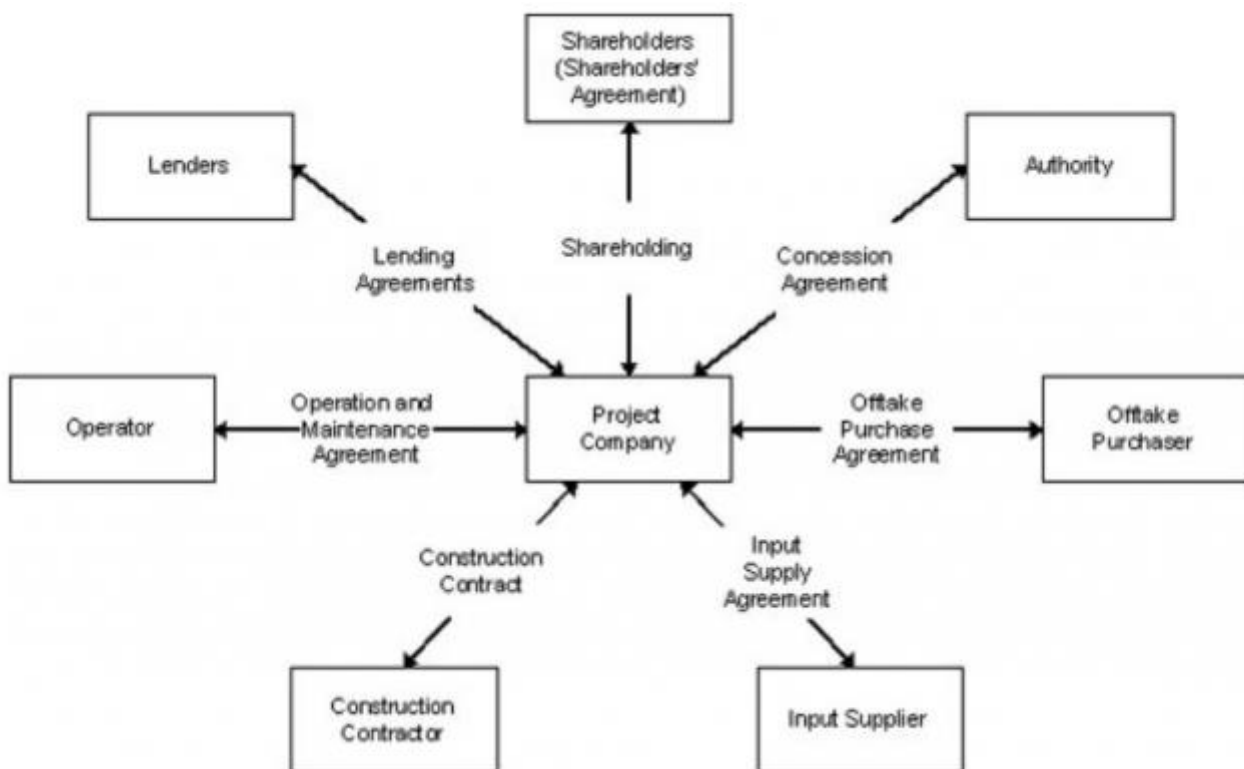 Shareholders
(Shareholders'
Agreement)
Lenders
Authority
Lending
Agreements
Shareholding
Concession
Agreement
Operator
Operation and
Maintenance
Agreement
Project
Company
Offtake
Purchase
Agreement
Offtake
Purchaser
Construction
Contract
Input
Supply
Agreement
Construction
Contractor
Input Supplier